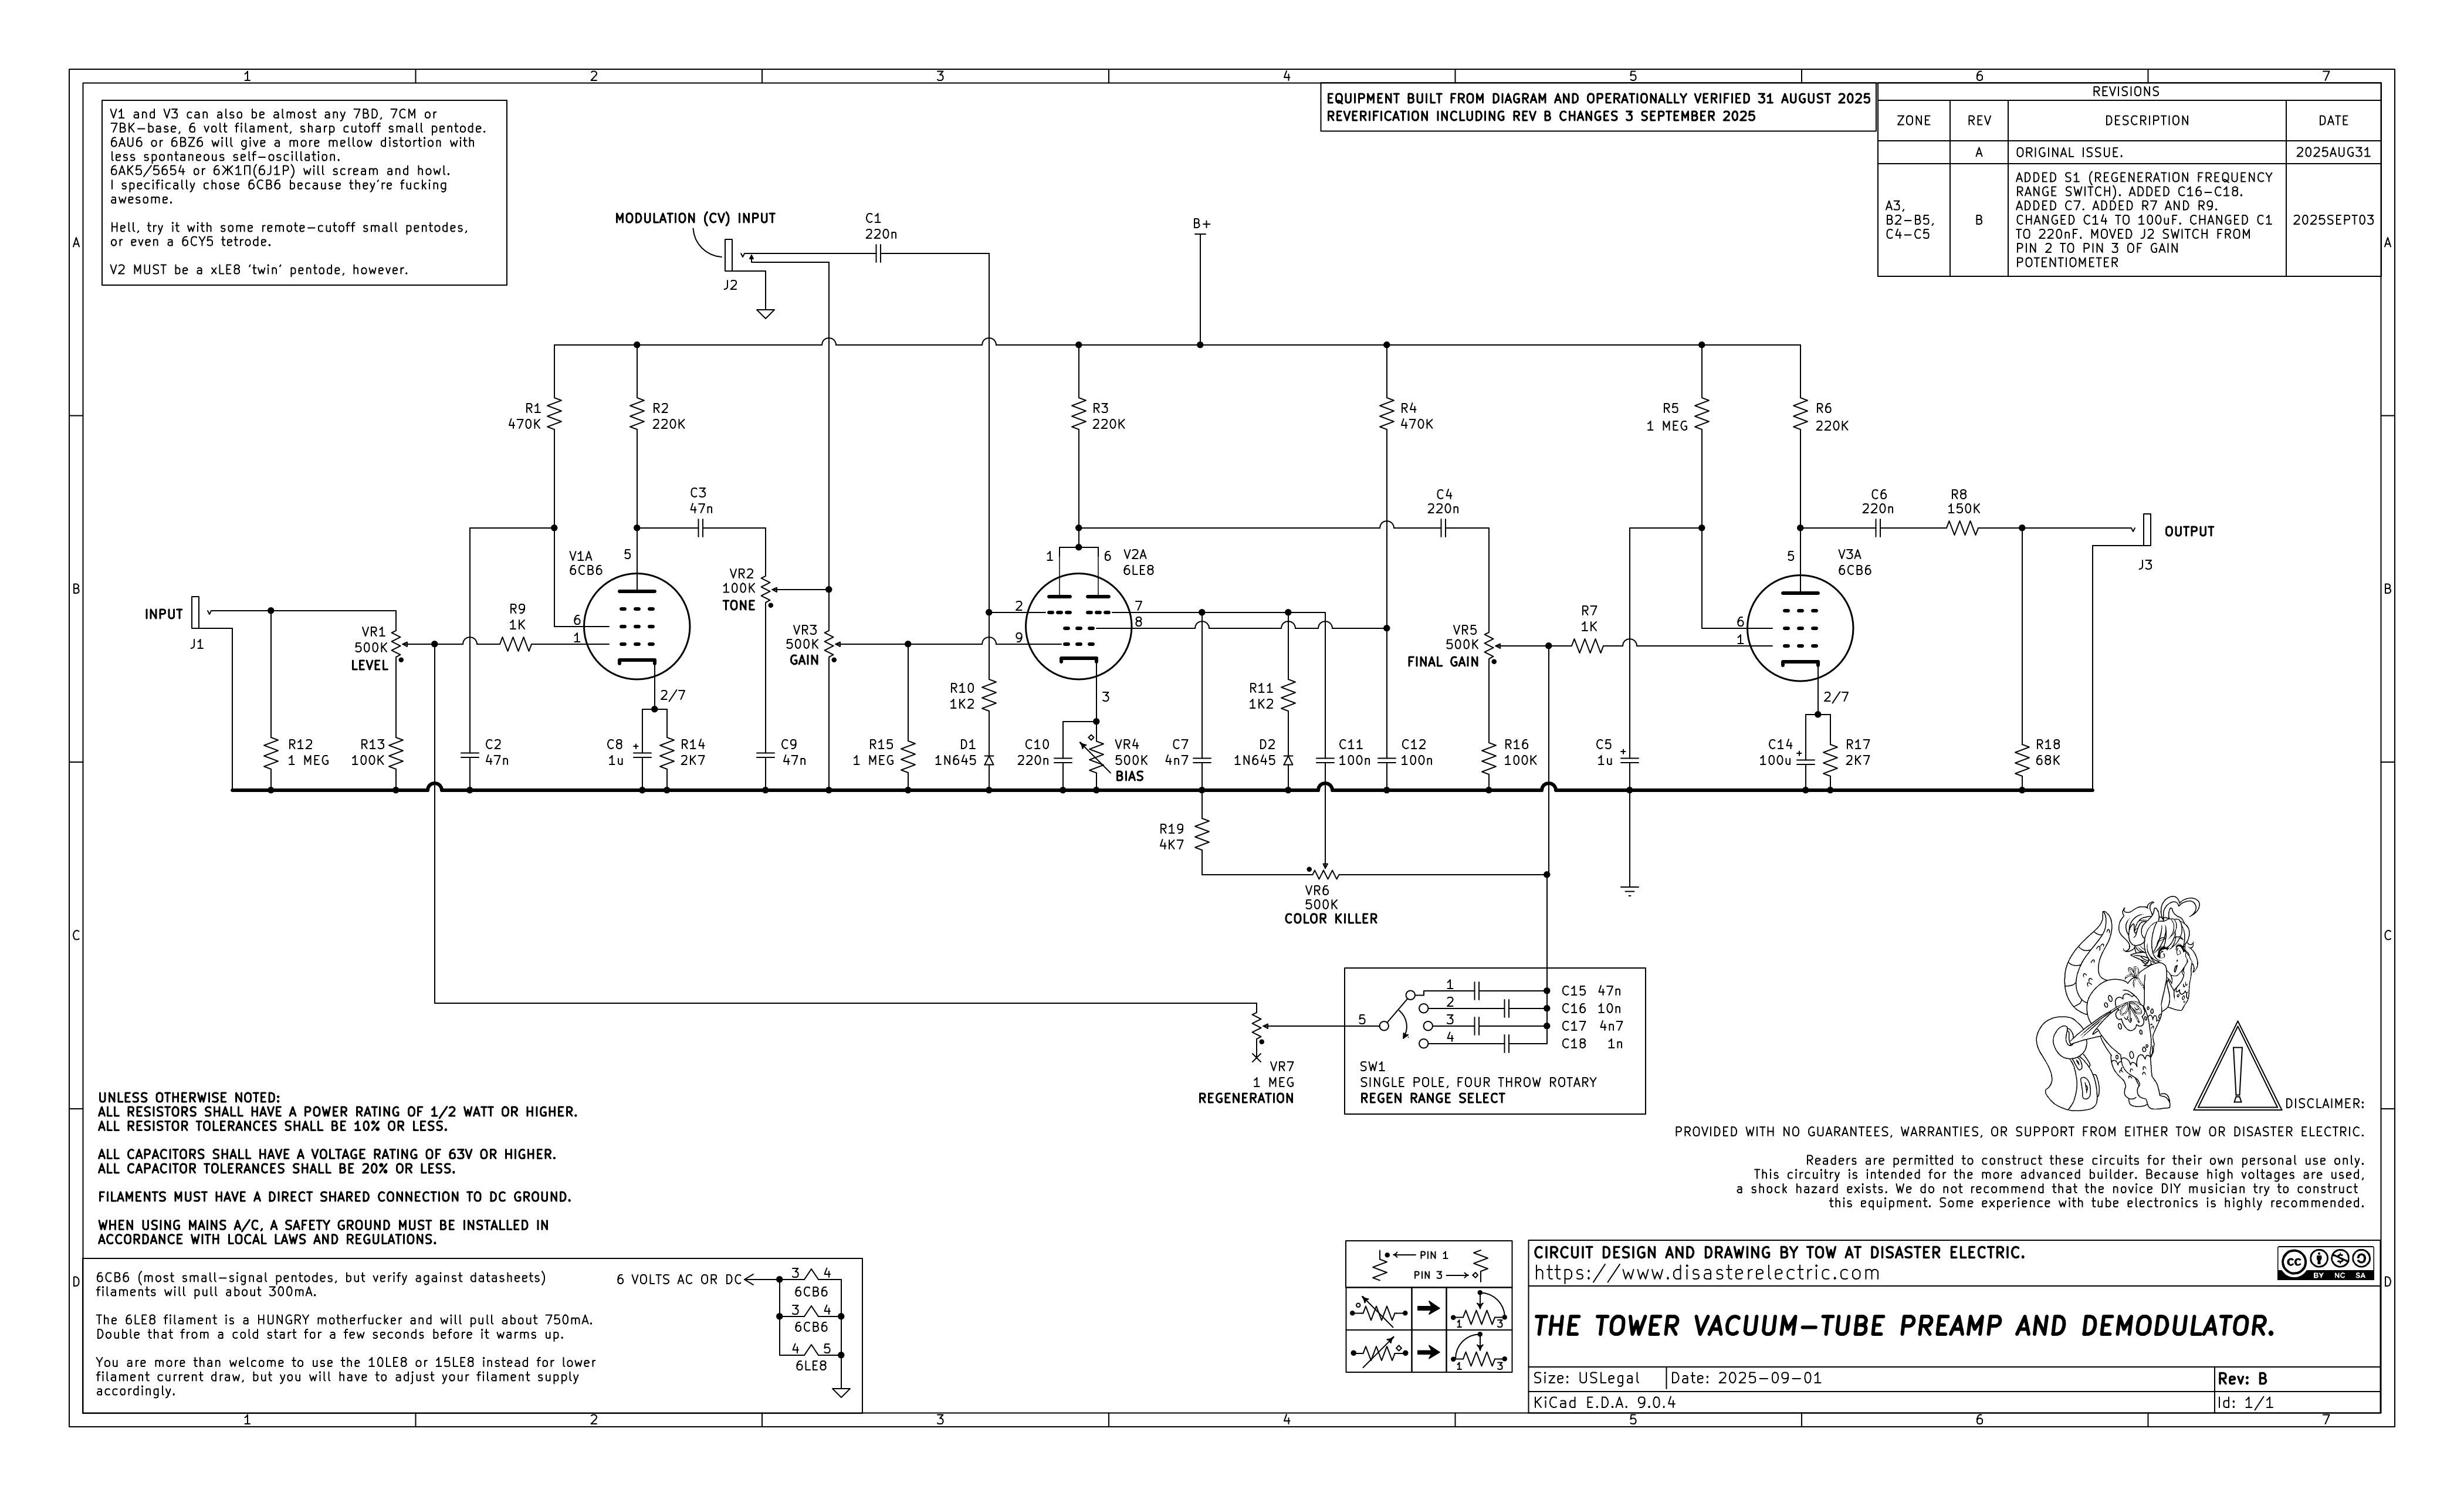 1 2 3 4 5 6 7
V1 and V3 can also be almost any 7BD, 7CM or
7BK-base, 6 volt filament, sharp cutoff small pentode.
6AU6 or 6BZ6 will give a more mellow distortion with
less spontaneous self-oscillation.
6AK5/5654 or 6Ж1П(6J1P) will scream and howl.
I specifically chose 6CB6 because they're fucking
awesome.
Hell, try it with some remote-cutoff small pentodes,
or even a 6CY5 tetrode.
V2 MUST be a xLE8 'twin' pentode, however.
EQUIPMENT BUILT FROM DIAGRAM AND OPERATIONALLY VERIFIED 31 AUGUST 2025
REVERIFICATION INCLUDING REV B CHANGES 3 SEPTEMBER 2025
REVISIONS
ZONE REV DESCRIPTION DATE
A ORIGINAL ISSUE. 2025AUG31
A3,
B2-B5,
C4-C5
B
ADDED S1 (REGENERATION FREQUENCY
RANGE SWITCH). ADDED C16-C18.
ADDED C7. ADDED R7 AND R9.
CHANGED C14 TO 100uF. CHANGED C1
TO 220nF. MOVED J2 SWITCH FROM
PIN 2 TO PIN 3 OF GAIN
POTENTIOMETER
2025SEPT03
A
A
MODULATION (CV) INPUT
J2
C1
220n
B+
R1
470K
R2
220K
R3
220K
R4
470K
R5
1 MEG
R6
220K
C3
47n
C4
220n
C6
220n
R8
150K
OUTPUT
J3
B
B
INPUT
J1
VR1
500K
LEVEL
R9
1K
V1A
6CB6
5
6
1
2/7
VR2
100K
TONE
VR3
500K
GAIN
V2A
6LE8
1
6
2
7
8
9
3
VR5
500K
FINAL GAIN
R7
1K
V3A
6CB6
5
6
1
2/7
R10
1K2
R11
1K2
R12
1 MEG
R13
100K
C2
47n
C8
+
1u
R14
2K7
C9
47n
R15
1 MEG
D1
1N645
C10
220n
VR4
500K
BIAS
C7
4n7
D2
1N645
C11
100n
C12
100n
R16
100K
C5
+
1u
C14
+
100u
R17
2K7
R18
68K
R19
4K7
VR6
500K
COLOR KILLER
C
C
1
2
3
4
5
C15 47n
C16 10n
C17 4n7
C18 1n
SW1
SINGLE POLE, FOUR THROW ROTARY
REGEN RANGE SELECT
VR7
1 MEG
REGENERATION
UNLESS OTHERWISE NOTED:
ALL RESISTORS SHALL HAVE A POWER RATING OF 1/2 WATT OR HIGHER.
ALL RESISTOR TOLERANCES SHALL BE 10% OR LESS.
ALL CAPACITORS SHALL HAVE A VOLTAGE RATING OF 63V OR HIGHER.
ALL CAPACITOR TOLERANCES SHALL BE 20% OR LESS.
FILAMENTS MUST HAVE A DIRECT SHARED CONNECTION TO DC GROUND.
WHEN USING MAINS A/C, A SAFETY GROUND MUST BE INSTALLED IN
ACCORDANCE WITH LOCAL LAWS AND REGULATIONS.
!
DISCLAIMER:
PROVIDED WITH NO GUARANTEES, WARRANTIES, OR SUPPORT FROM EITHER TOW OR DISASTER ELECTRIC.
Readers are permitted to construct these circuits for their own personal use only.
This circuitry is intended for the more advanced builder. Because high voltages are used,
a shock hazard exists. We do not recommend that the novice DIY musician try to construct
this equipment. Some experience with tube electronics is highly recommended.
D
D
6CB6 (most small-signal pentodes, but verify against datasheets)
filaments will pull about 300mA.
The 6LE8 filament is a HUNGRY motherfucker and will pull about 750mA.
Double that from a cold start for a few seconds before it warms up.
You are more than welcome to use the 10LE8 or 15LE8 instead for lower
filament current draw, but you will have to adjust your filament supply
accordingly.
6 VOLTS AC OR DC
3 4
6CB6
3 4
6CB6
4 5
6LE8
PIN 1
PIN 3
1 3
1 3
CIRCUIT DESIGN AND DRAWING BY TOW AT DISASTER ELECTRIC.
https://www.disasterelectric.com
cc
BY NC SA
THE TOWER VACUUM-TUBE PREAMP AND DEMODULATOR.
Size: USLegal Date: 2025-09-01 Rev: B
KiCad E.D.A. 9.0.4 Id: 1/1
1 2 3 4 5 6 7